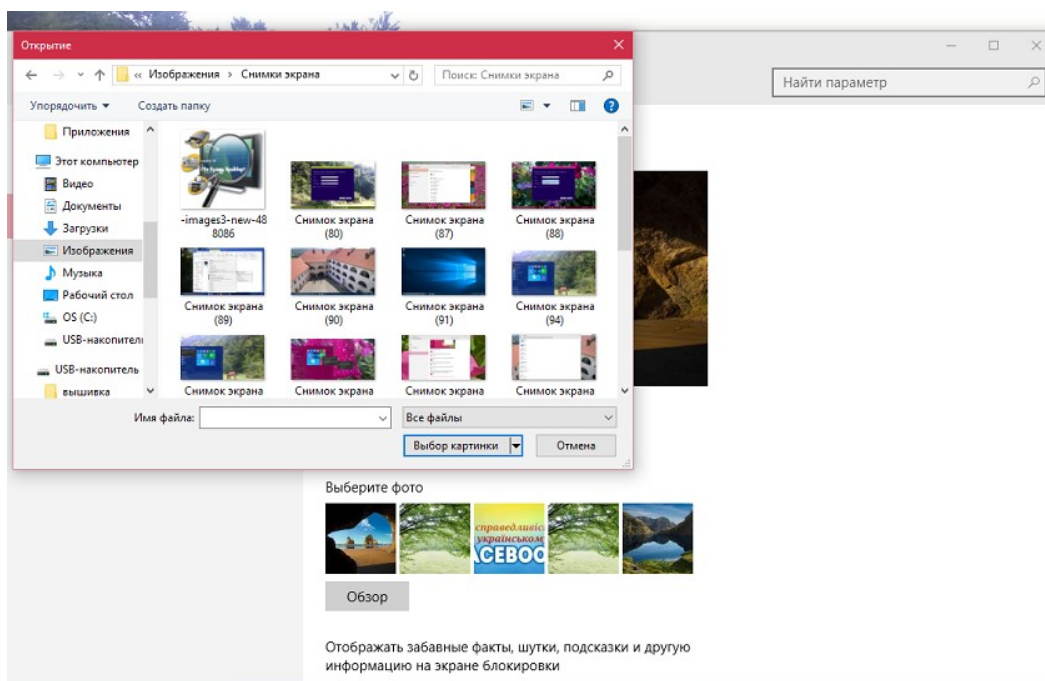 Открытие
« Изображения › Снимки экрана
Поиск: Снимки экрана
Найти параметр
Упорядочить
Создать папку
Приложения
Этот компьютер
Видео
Документы
Загрузки
Изображения
Музыка
Рабочий стол
OS (C:)
USB-накопитель
USB-накопитель
вышивка
-images3-new-48
8086
Снимок экрана
(80)
Снимок экрана
(87)
Снимок экрана
(88)
Снимок экрана
(89)
Снимок экрана
(90)
Снимок экрана
(91)
Снимок экрана
(94)
Снимок экрана
Снимок экрана
Снимок экрана
Снимок экрана
Имя файла:
Все файлы
Выбор картинки
Отмена
Выберите фото
справедливіс
українськом
ACEBOO
Обзор
Отображать забавные факты, шутки, подсказки и другую
информацию на экране блокировки